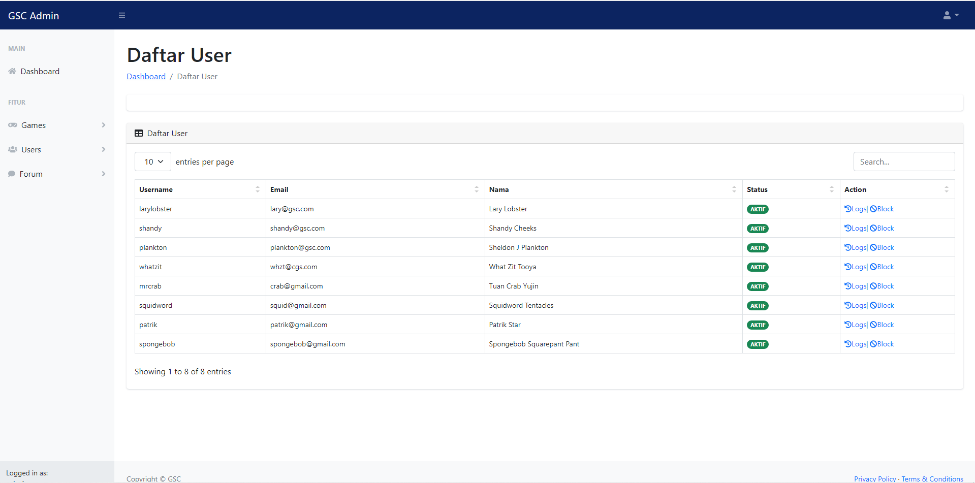 GSC Admin
MAIN
Dashboard
FITUR
Games
Users
Forum
Logged in as:
Daftar User
Dashboard / Daftar User
Daftar User
10 entries per page
Search...
Username Email Nama Status Action
larylobster lary@gsc.com Lary Lobster AKTIF Logs| Block
shandy shandy@gsc.com Shandy Cheeks AKTIF Logs| Block
plankton plankton@gsc.com Sheldon J Plankton AKTIF Logs| Block
whatzit whzt@cgs.com What Zit Tooya AKTIF Logs| Block
mrcrab crab@gmail.com Tuan Crab Yujin AKTIF Logs| Block
squidword squid@gmail.com Squidword Tentacles AKTIF Logs| Block
patrik patrik@gmail.com Patrik Star AKTIF Logs| Block
spongebob spongebob@gmail.com Spongebob Squarepant Pant AKTIF Logs| Block
Showing 1 to 8 of 8 entries
Copyright © GSC
Privacy Policy · Terms & Conditions